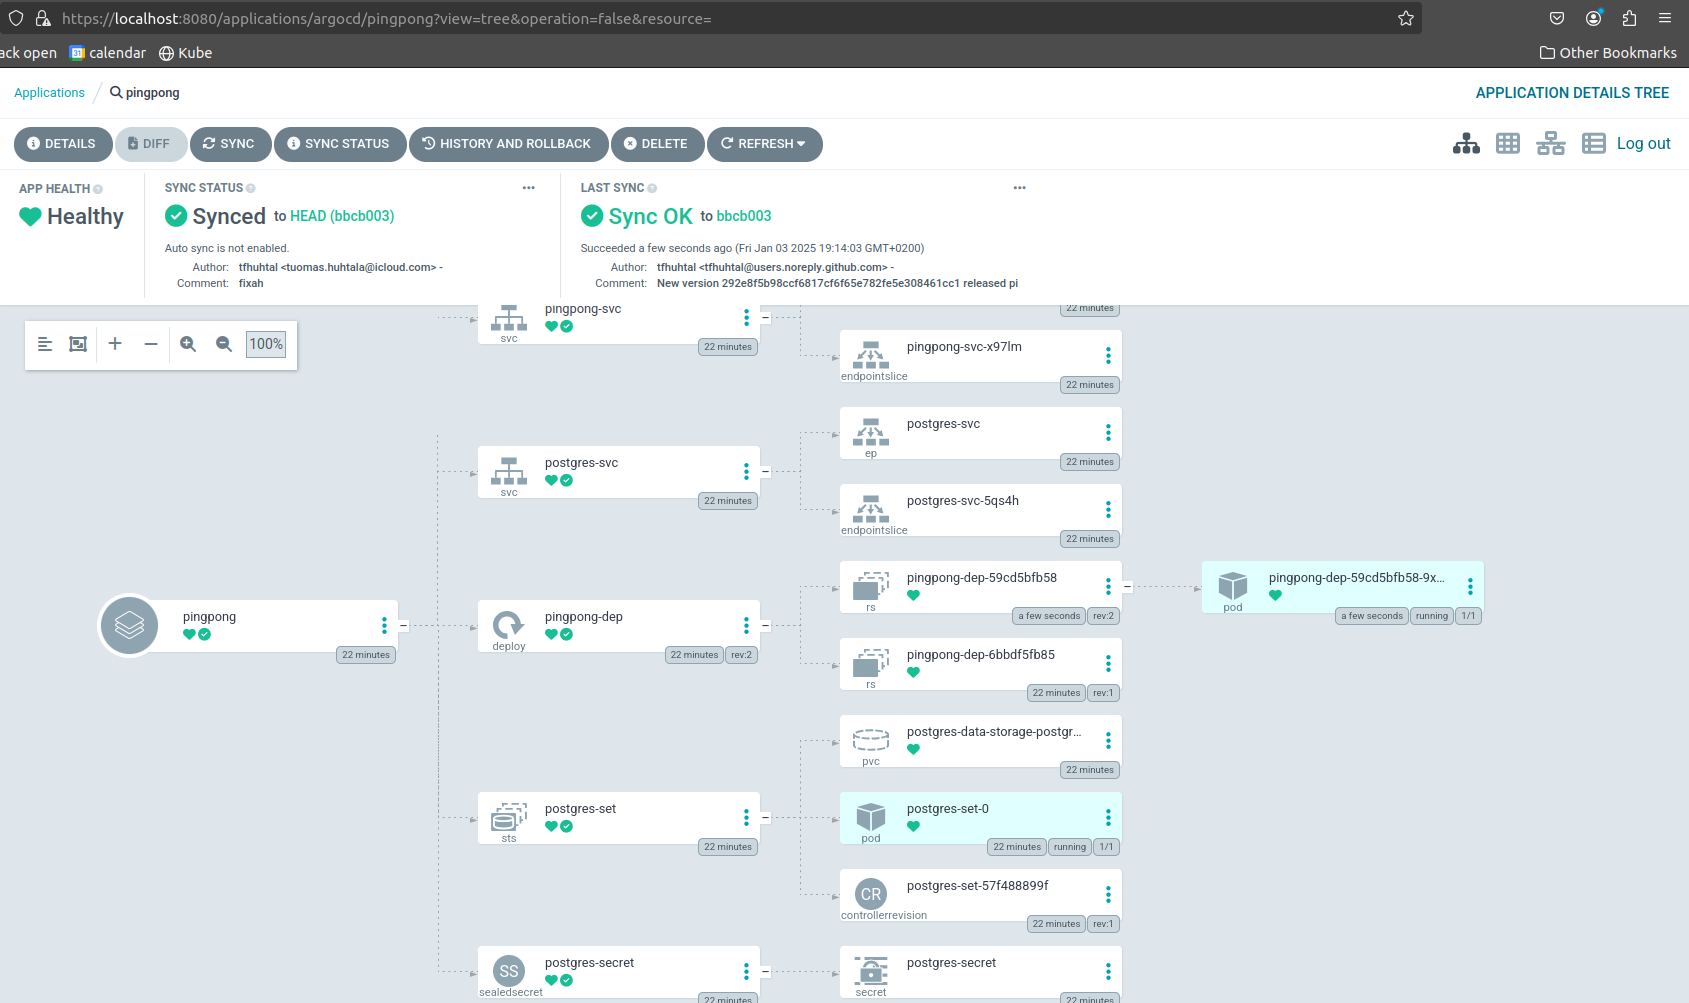 https://localhost:8080/applications/argocd/pingpong?view=tree&operation=false&resource=
ack open 31 calendar Kube Other Bookmarks
Applications / pingpong APPLICATION DETAILS TREE
DETAILS DIFF SYNC SYNC STATUS HISTORY AND ROLLBACK DELETE REFRESH Log out
APP HEALTH
Healthy
SYNC STATUS
Synced to HEAD (bbcb003)
Auto sync is not enabled.
Author: tfhuhtal <tuomas.huhtala@icloud.com> -
Comment: fixah
LAST SYNC
Sync OK to bbcb003
Succeeded a few seconds ago (Fri Jan 03 2025 19:14:03 GMT+0200)
Author: tfhuhtal <tfhuhtal@users.noreply.github.com> -
Comment: New version 292e8f5b98ccf6817cf6f65e782fe5e308461cc1 released pi
100%
pingpong
22 minutes
pingpong-svc
svc
22 minutes
22 minutes
pingpong-svc-x97lm
endpointslice
22 minutes
postgres-svc
svc
22 minutes
postgres-svc
ep
22 minutes
postgres-svc-5qs4h
endpointslice
22 minutes
pingpong-dep
deploy
22 minutes rev:2
pingpong-dep-59cd5bfb58
rs
a few seconds rev:2
pingpong-dep-59cd5bfb58-9x...
pod
a few seconds running 1/1
pingpong-dep-6bbdf5fb85
rs
22 minutes rev:1
postgres-set
sts
22 minutes
postgres-data-storage-postgr...
pvc
22 minutes
postgres-set-0
pod
22 minutes running 1/1
CR
postgres-set-57f488899f
controllerrevision
22 minutes rev:1
SS
postgres-secret
sealedsecret
22 minutes
postgres-secret
secret
22 minutes